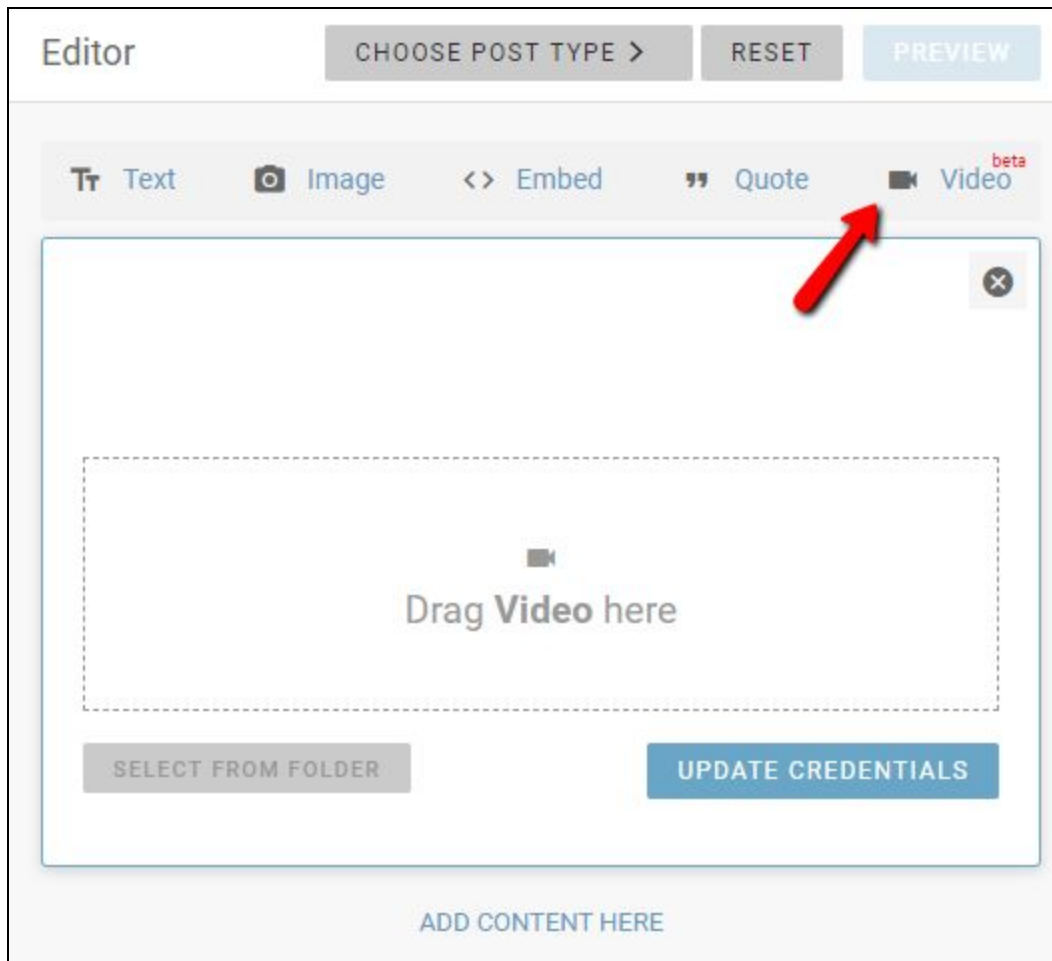 Editor CHOOSE POST TYPE > RESET PREVIEW
Text Image <> Embed Quote Video beta
Drag Video here
SELECT FROM FOLDER UPDATE CREDENTIALS
ADD CONTENT HERE